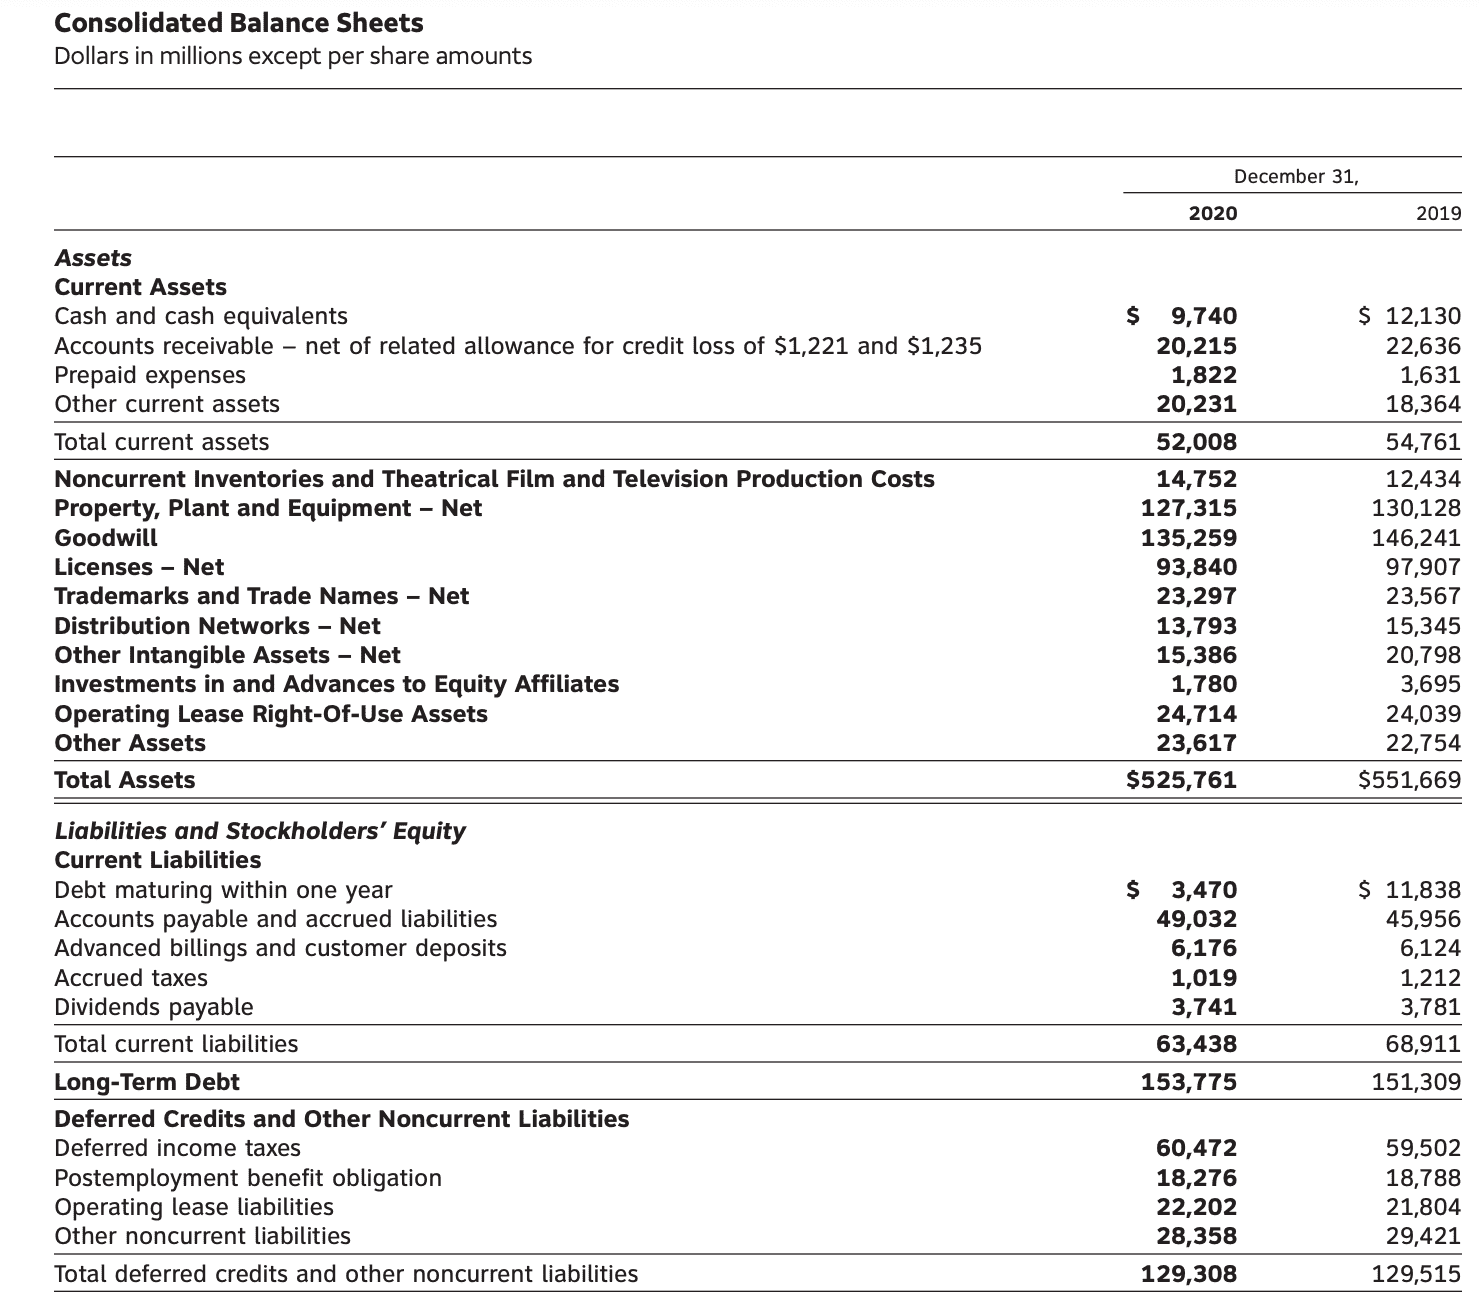 Consolidated Balance Sheets
Dollars in millions except per share amounts
December 31,
2020 2019
Assets
Current Assets
Cash and cash equivalents $ 9,740 $ 12,130
Accounts receivable – net of related allowance for credit loss of $1,221 and $1,235 20,215 22,636
Prepaid expenses 1,822 1,631
Other current assets 20,231 18,364
Total current assets 52,008 54,761
Noncurrent Inventories and Theatrical Film and Television Production Costs 14,752 12,434
Property, Plant and Equipment – Net 127,315 130,128
Goodwill 135,259 146,241
Licenses – Net 93,840 97,907
Trademarks and Trade Names – Net 23,297 23,567
Distribution Networks – Net 13,793 15,345
Other Intangible Assets – Net 15,386 20,798
Investments in and Advances to Equity Affiliates 1,780 3,695
Operating Lease Right-Of-Use Assets 24,714 24,039
Other Assets 23,617 22,754
Total Assets $525,761 $551,669
Liabilities and Stockholders’ Equity
Current Liabilities
Debt maturing within one year $ 3,470 $ 11,838
Accounts payable and accrued liabilities 49,032 45,956
Advanced billings and customer deposits 6,176 6,124
Accrued taxes 1,019 1,212
Dividends payable 3,741 3,781
Total current liabilities 63,438 68,911
Long-Term Debt 153,775 151,309
Deferred Credits and Other Noncurrent Liabilities
Deferred income taxes 60,472 59,502
Postemployment benefit obligation 18,276 18,788
Operating lease liabilities 22,202 21,804
Other noncurrent liabilities 28,358 29,421
Total deferred credits and other noncurrent liabilities 129,308 129,515